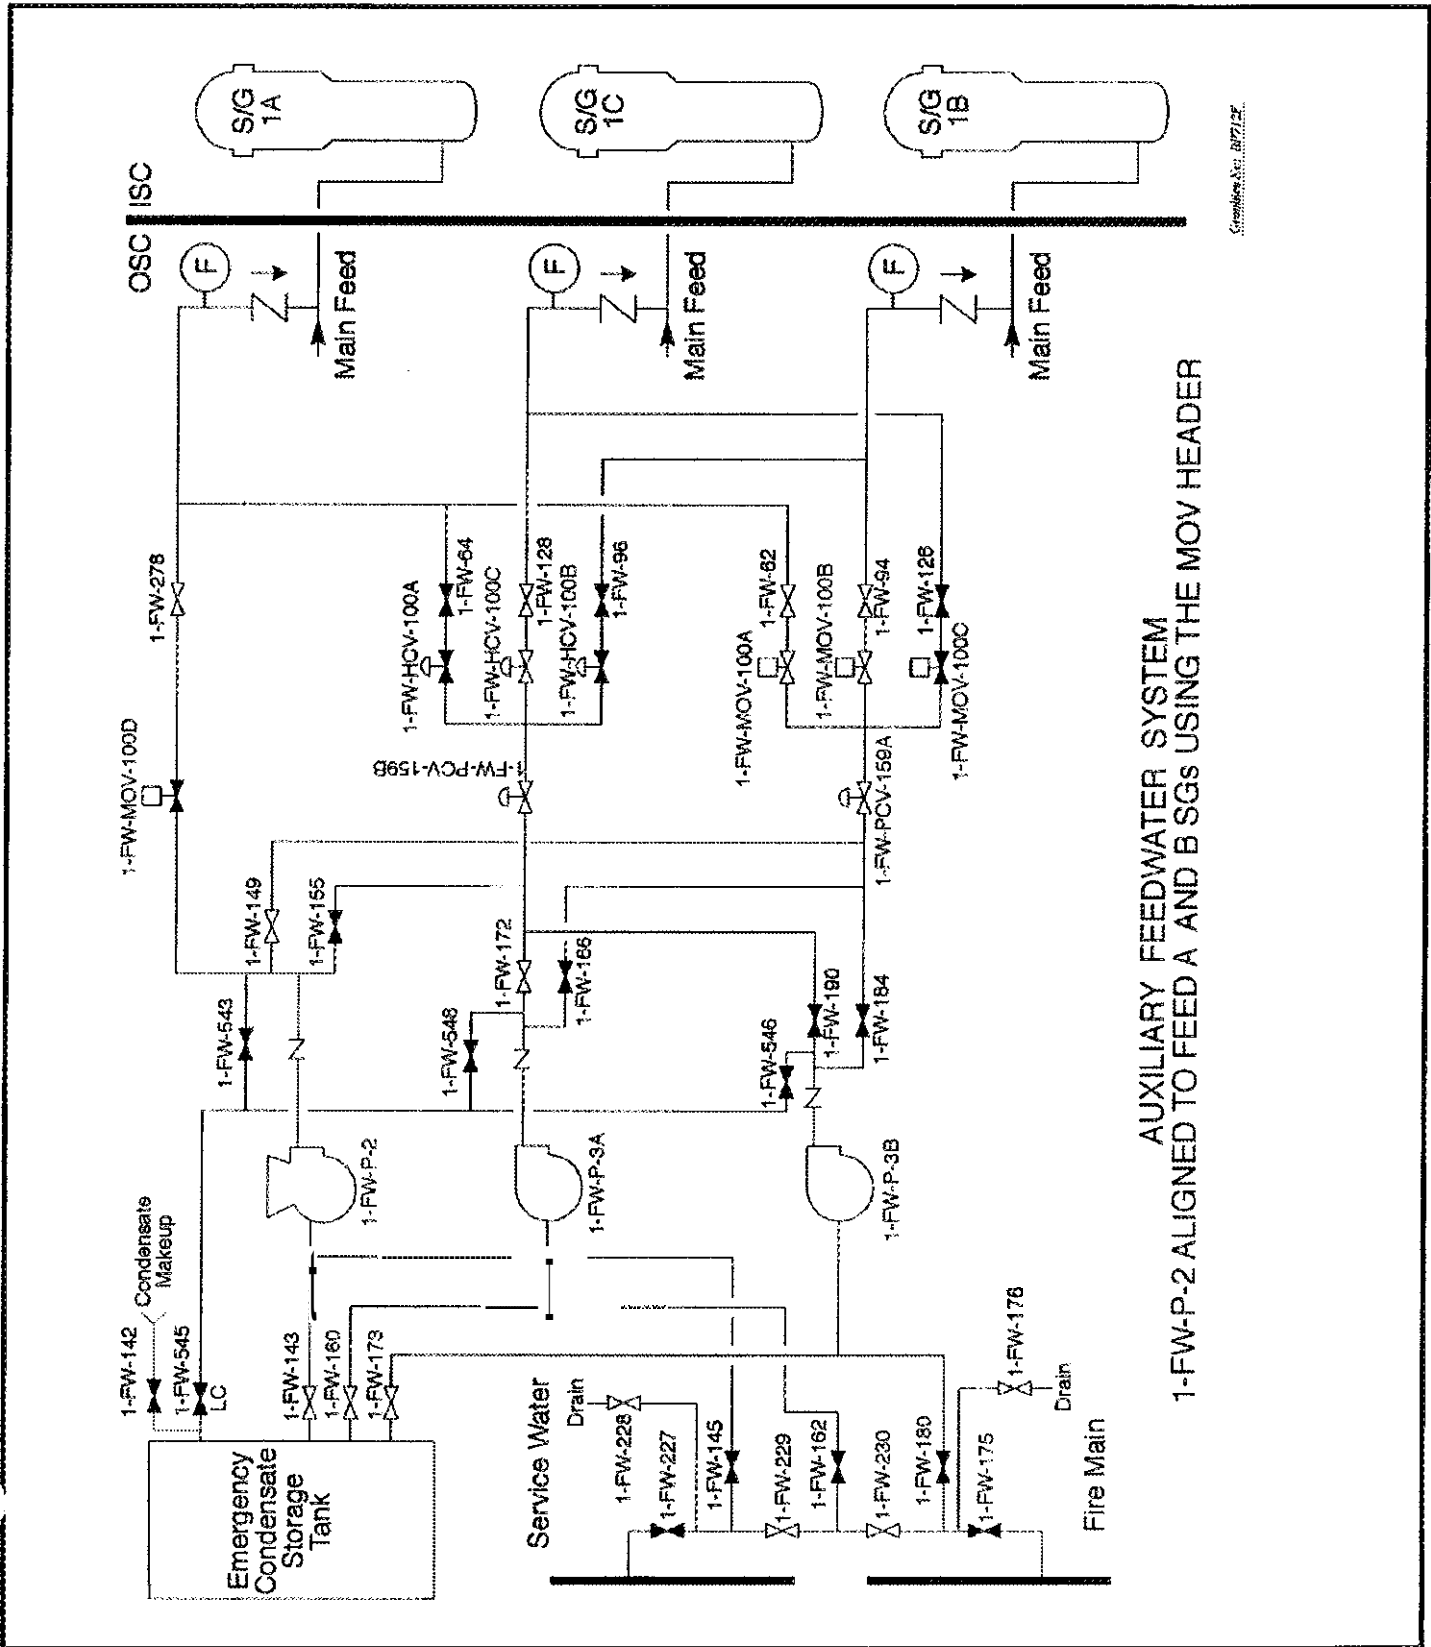 OSC
ISC
S/G
1A
S/G
1C
S/G
1B
F
F
F
Main Feed
Main Feed
Main Feed
1-FW-278
1-FW-MOV-100D
1-FW-HCV-100A
1-FW-64
1-FW-HCV-100C
1-FW-128
1-FW-HCV-100B
1-FW-96
1-FW-MOV-100A
1-FW-62
1-FW-MOV-100B
1-FW-94
1-FW-126
1-FW-MOV-100C
1-FW-PCV-159B
1-FW-PCV-159A
1-FW-149
1-FW-155
1-FW-172
1-FW-165
1-FW-190
1-FW-184
1-FW-543
1-FW-548
1-FW-546
1-FW-P-2
1-FW-P-3A
1-FW-P-3B
Condensate
Makeup
1-FW-142
1-FW-545
LC
1-FW-143
1-FW-160
1-FW-173
Emergency
Condensate
Storage
Tank
Service Water
Drain
1-FW-228
1-FW-227
1-FW-145
1-FW-229
1-FW-162
1-FW-230
1-FW-180
1-FW-175
1-FW-176
Drain
Fire Main
AUXILIARY FEEDWATER SYSTEM
1-FW-P-2 ALIGNED TO FEED A AND B SGs USING THE MOV HEADER